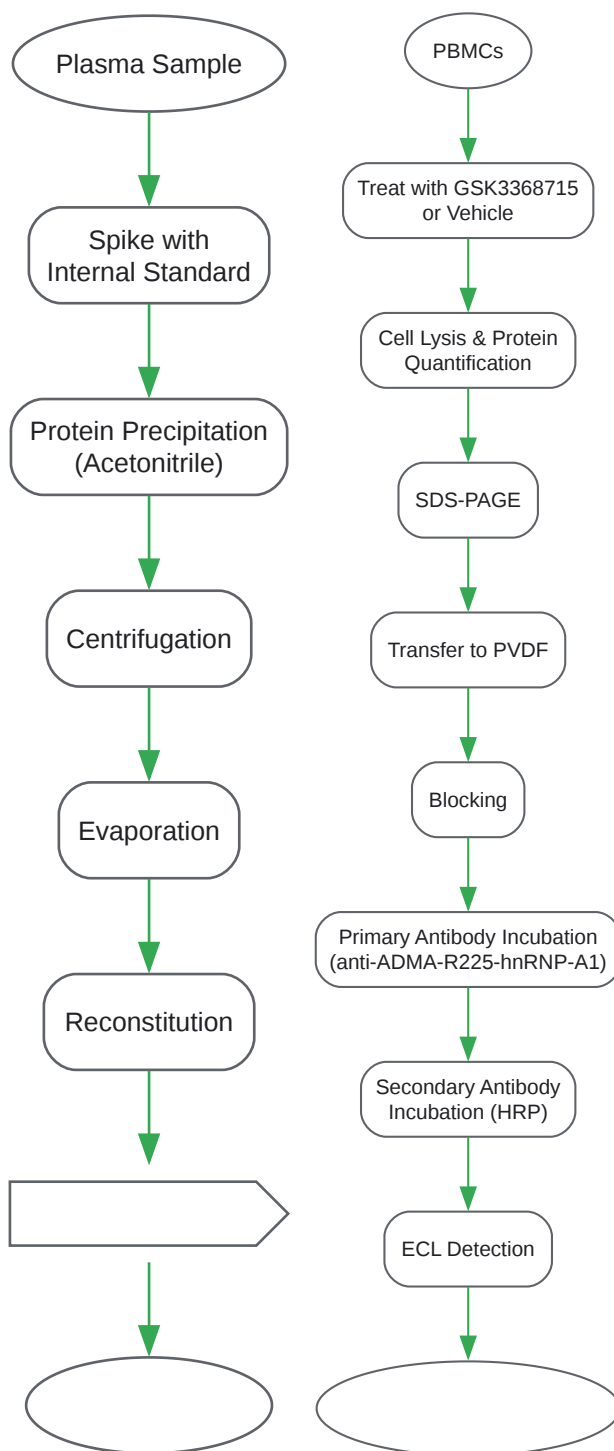 Plasma Sample
Spike with
Internal Standard
Protein Precipitation
(Acetonitrile)
Centrifugation
Evaporation
Reconstitution
PBMCs
Treat with GSK3368715
or Vehicle
Cell Lysis & Protein
Quantification
SDS-PAGE
Transfer to PVDF
Blocking
Primary Antibody Incubation
(anti-ADMA-R225-hnRNP-A1)
Secondary Antibody
Incubation (HRP)
ECL Detection